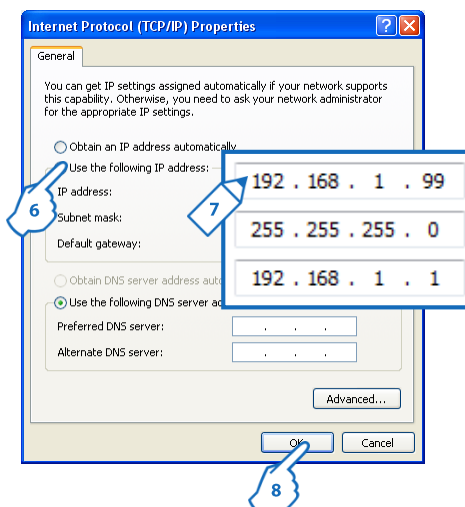 Internet Protocol (TCP/IP) Properties
General
You can get IP settings assigned automatically if your network supports
this capability. Otherwise, you need to ask your network administrator
for the appropriate IP settings.
Obtain an IP address automatically
Use the following IP address:
IP address:
192 . 168 . 1 . 99
6
7
Subnet mask:
255 . 255 . 255 . 0
Default gateway:
192 . 168 . 1 . 1
Obtain DNS server address
Use the following DNS server
Preferred DNS server:
. . .
Alternate DNS server:
. . .
Advanced...
OK
Cancel
8